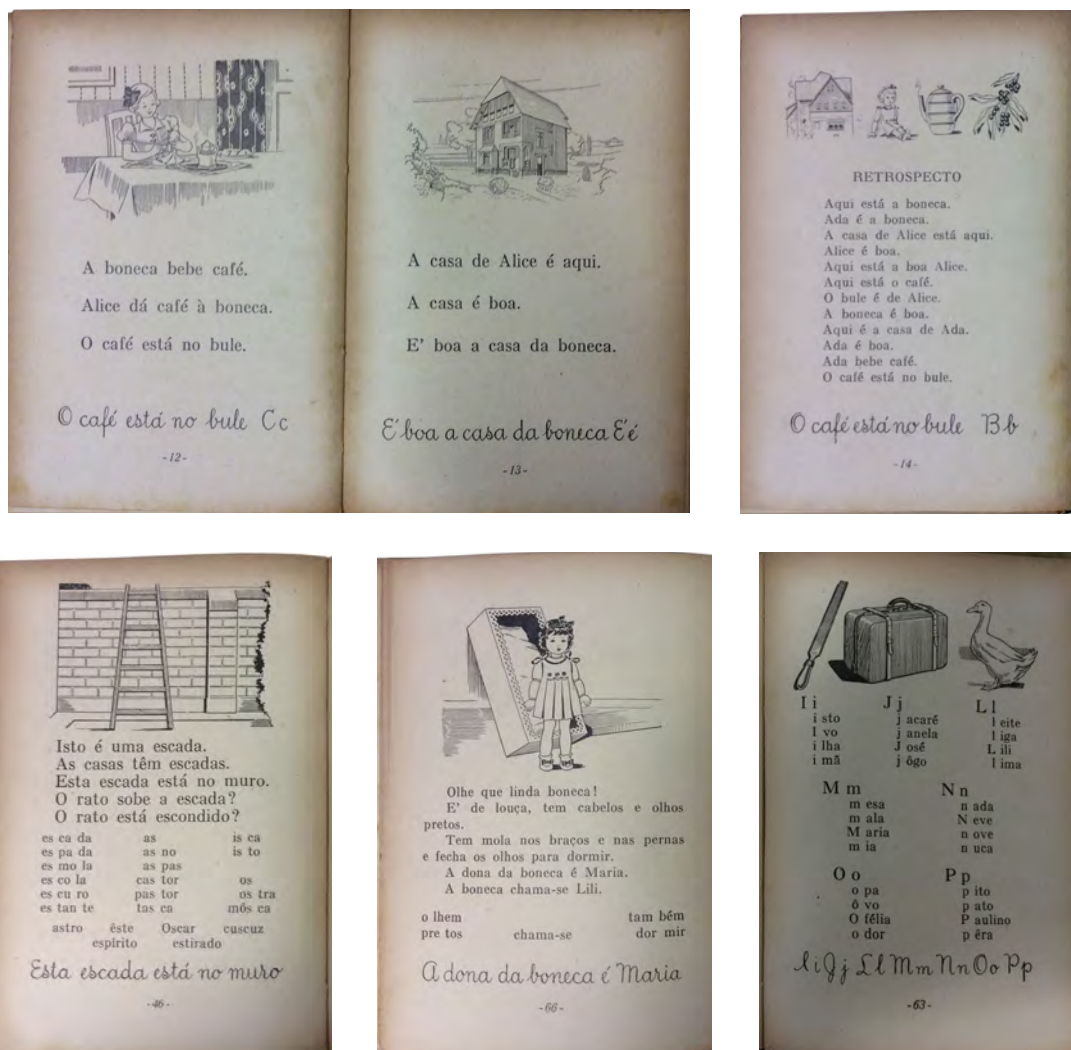 A boneca bebe café.
Alice dá café à boneca.
O café está no bule.
O café está no bule Cc
-12-
A casa de Alice é aqui.
A casa é boa.
E' boa a casa da boneca.
É boa a casa da boneca É é
-13-
RETROSPECTO
Aqui está a boneca.
Ada é a boneca.
A casa de Alice está aqui.
Alice é boa.
Aqui está a boa Alice.
Aqui está o café.
O bule é de Alice.
A boneca é boa.
Aqui é a casa de Ada.
Ada é boa.
Ada bebe café.
O café está no bule.
O café está no bule B b
-14-
Isto é uma escada.
As casas têm escadas.
Esta escada está no muro.
O rato sobe a escada?
O rato está escondido?
es ca da as is ca
es pa da as no is to
es mo la as pas
es co la cas tor os
es cu ro pas tor os tra
es tan te tas ca môs ca
astro êste Oscar cuscuz
espírito estirado
Esta escada está no muro
-46-
Olhe que linda boneca!
E' de louça, tem cabelos e olhos
pretos.
Tem mola nos braços e nas pernas
e fecha os olhos para dormir.
A dona da boneca é Maria.
A boneca chama-se Lili.
o lhem tam bém
pre tos chama-se dor mir
A dona da boneca é Maria
-66-
I i J j L l
i sto j acaré l eite
I vo j anela l iga
i lha J osé L ili
i mã j ôgo l ima
M m N n
m esa n ada
m ala N eve
M aria n ove
m ia n uca
O o P p
o pa p ito
ô vo p ato
O félia P aulino
o dor p êra
I i J j L l M m N n O o P p
-63-